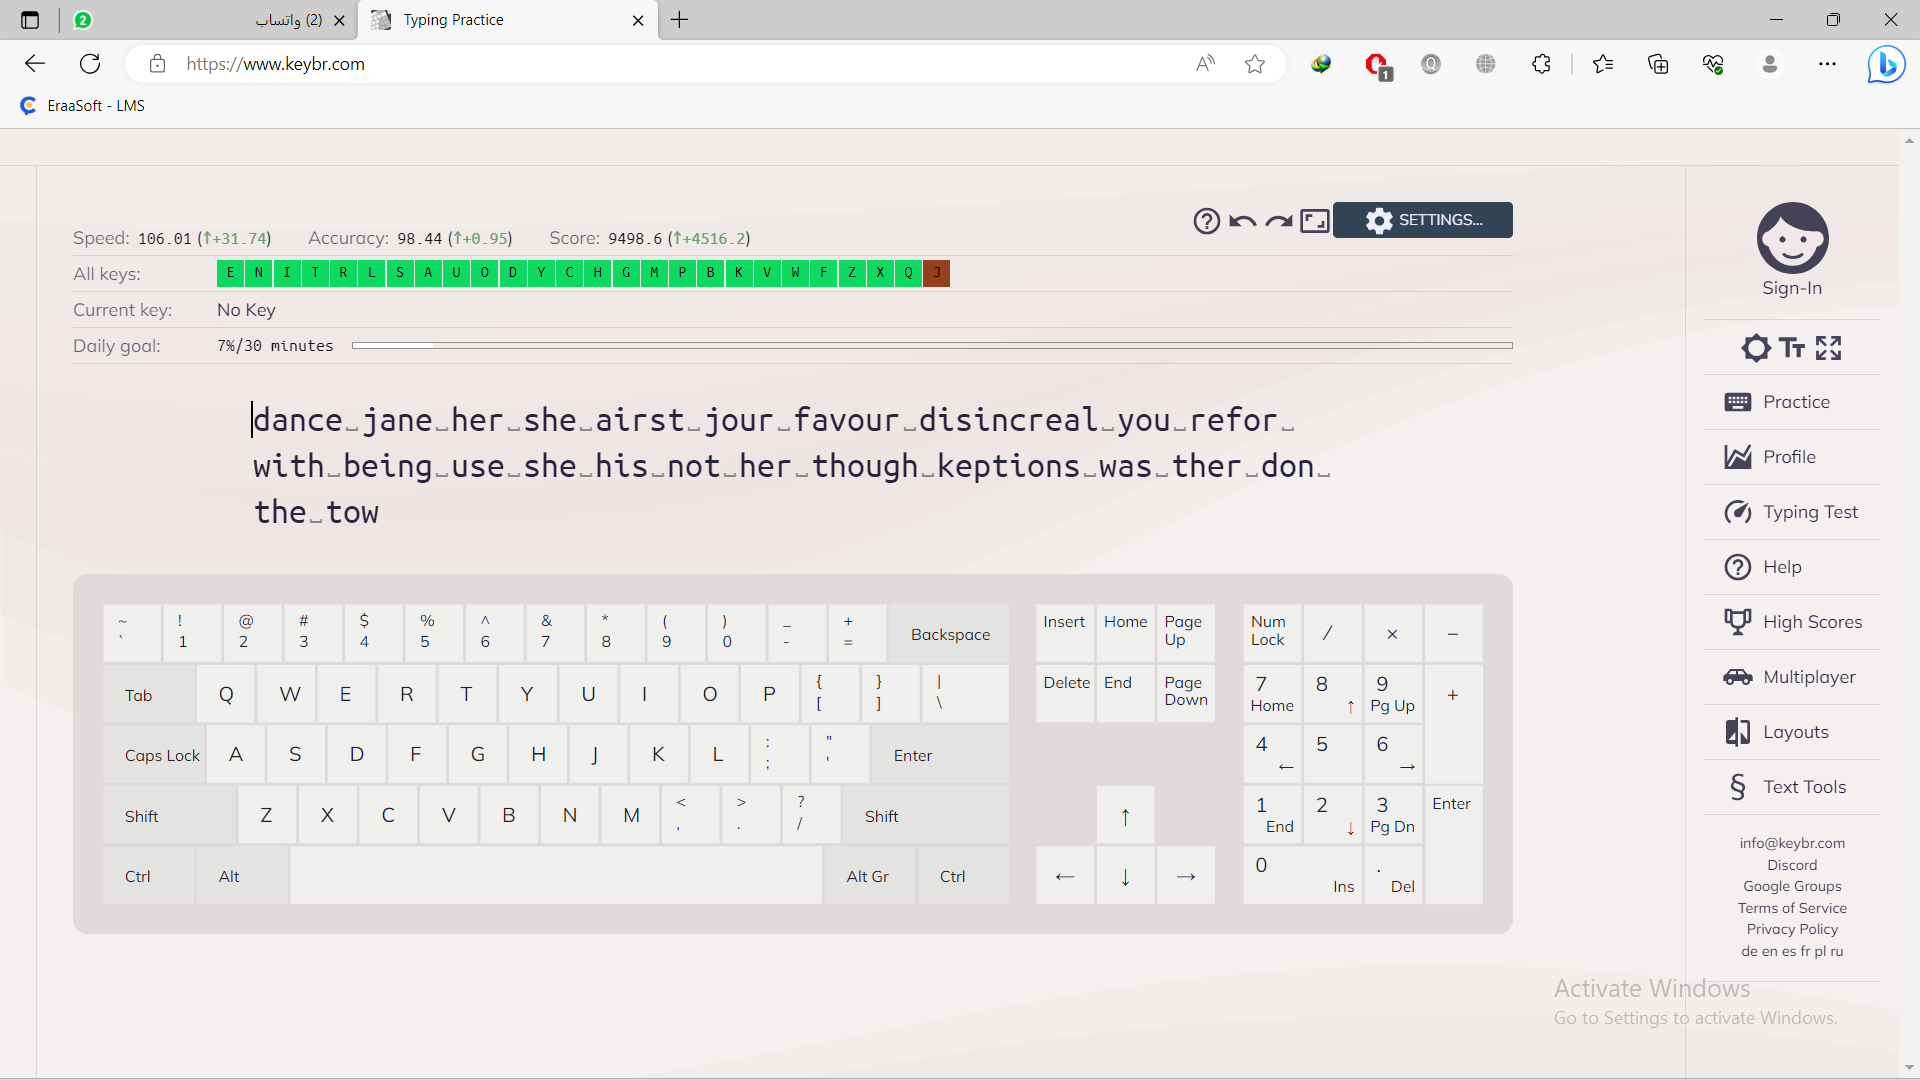 2
(2) واتساب
Typing Practice
https://www.keybr.com
1
Q
EraaSoft - LMS
Speed: 106.01 (↑+31.74) Accuracy: 98.44 (↑+0.95) Score: 9498.6 (↑+4516.2)
SETTINGS...
All keys: E N I T R L S A U O D Y C H G M P B K V W F Z X Q J
Current key: No Key
Daily goal: 7%/30 minutes
dance␣jane␣her␣she␣airst␣jour␣favour␣disincreal␣you␣refor␣
with␣being␣use␣she␣his␣not␣her␣though␣keptions␣was␣ther␣don␣
the␣tow
~ ! @ # $ % ^ & * ( ) _ +
` 1 2 3 4 5 6 7 8 9 0 - = Backspace
Tab Q W E R T Y U I O P { [ } ] | \
Caps Lock A S D F G H J K L : ; " ' Enter
Shift Z X C V B N M < , > . ? / Shift
Ctrl Alt Alt Gr Ctrl
Insert Home Page Up
Delete End Page Down
↑
← ↓ →
Num Lock / × −
7 Home 8 ↑ 9 Pg Up +
4 ← 5 6 →
1 End 2 ↓ 3 Pg Dn Enter
0 Ins . Del
Sign-In
Tт
Practice
Profile
Typing Test
Help
High Scores
Multiplayer
Layouts
§ Text Tools
info@keybr.com
Discord
Google Groups
Terms of Service
Privacy Policy
de en es fr pl ru
Activate Windows
Go to Settings to activate Windows.